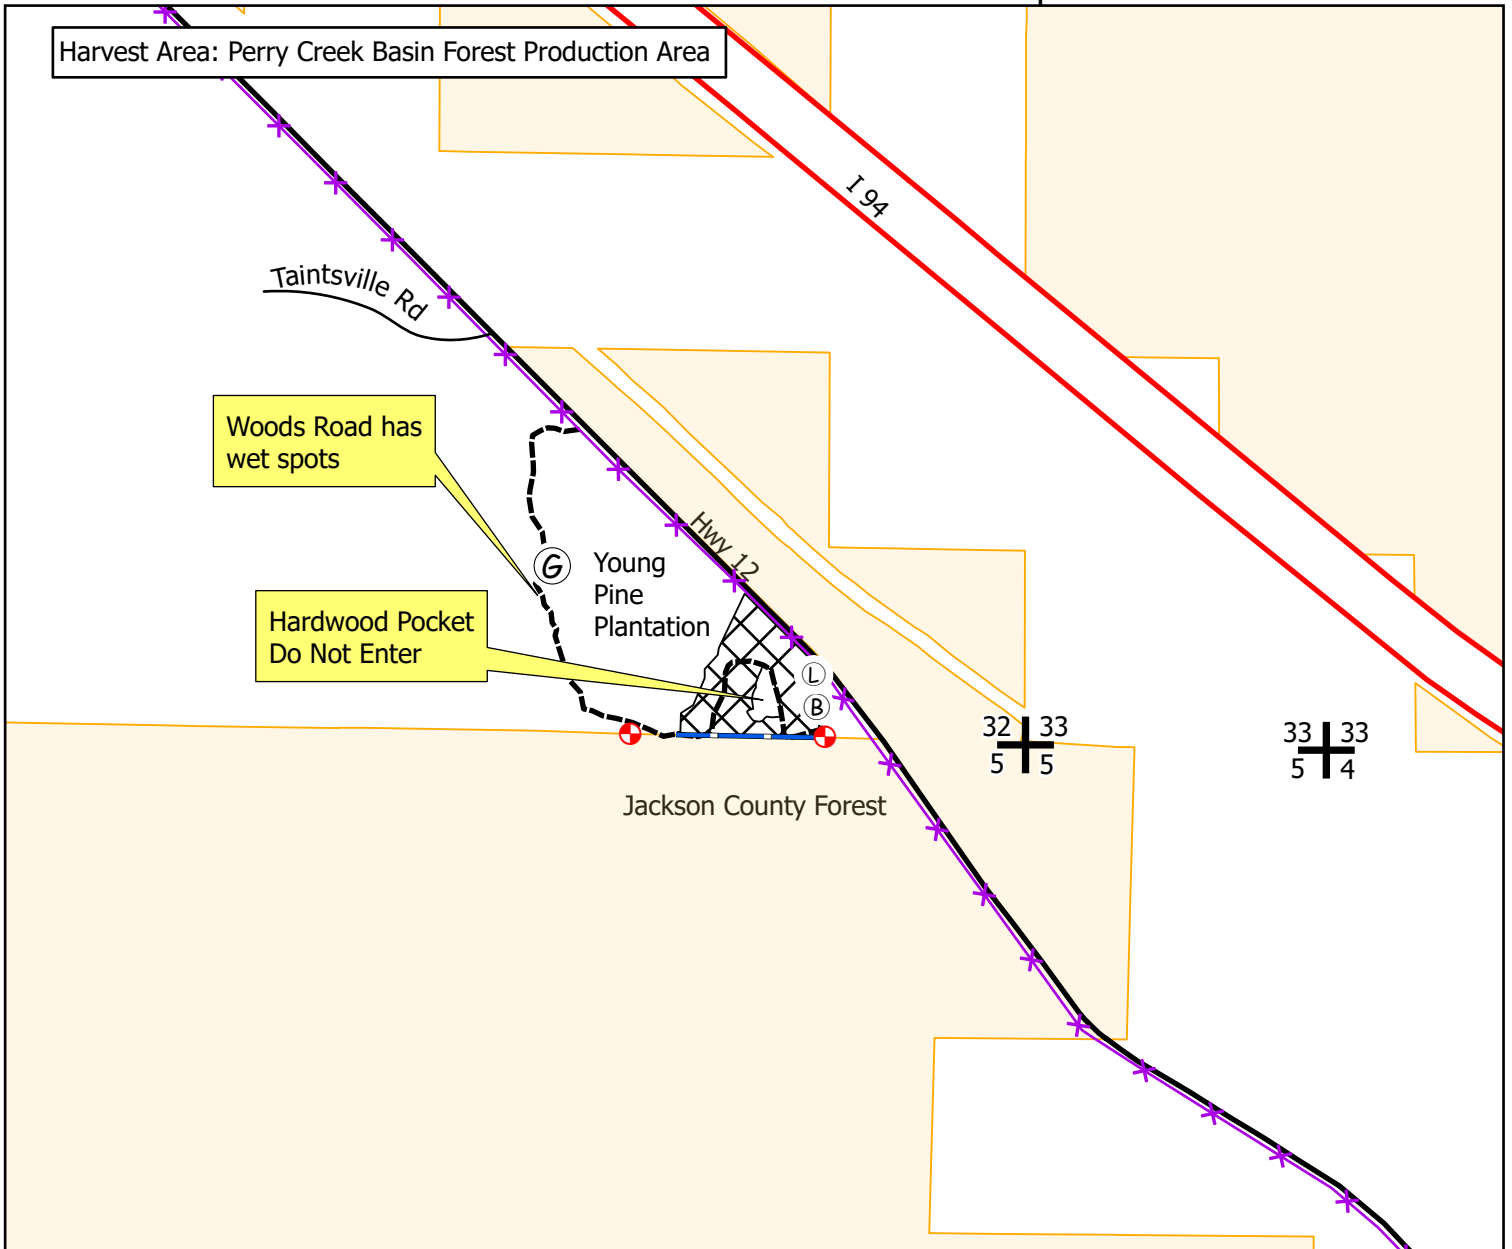 Harvest Area: Perry Creek Basin Forest Production Area
I 94
Taintsville Rd
Woods Road has
wet spots
Hwy 12
G
Young
Pine
Plantation
Hardwood Pocket
Do Not Enter
L
B
32 33
5 5
33 33
5 4
Jackson County Forest